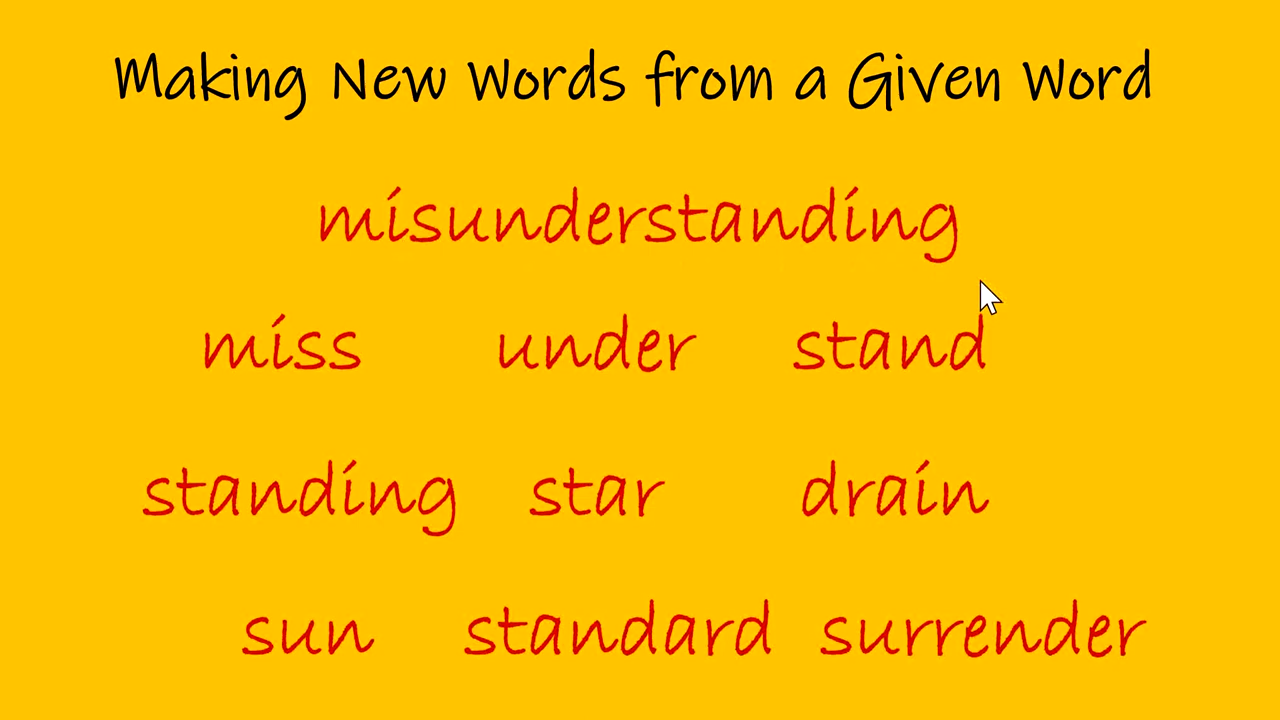 Making New Words from a Given Word
misunderstanding
miss under stand
standing star drain
sun standard surrender